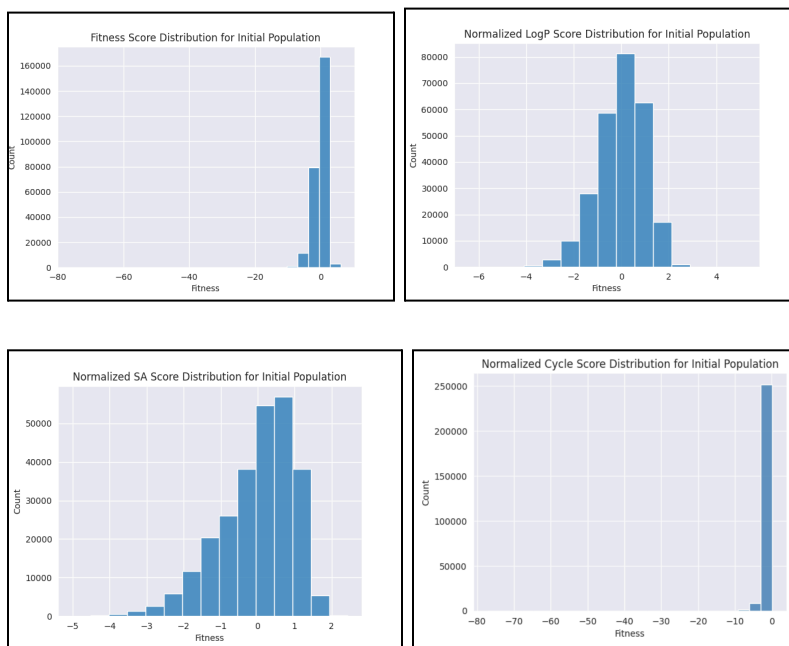 Fitness Score Distribution for Initial Population
160000
140000
120000
100000
80000
60000
40000
20000
0
Count
−80 −60 −40 −20 0
Fitness
Normalized LogP Score Distribution for Initial Population
80000
70000
60000
50000
40000
30000
20000
10000
0
Count
−6 −4 −2 0 2 4
Fitness
Normalized SA Score Distribution for Initial Population
50000
40000
30000
20000
10000
0
Count
−5 −4 −3 −2 −1 0 1 2
Fitness
Normalized Cycle Score Distribution for Initial Population
250000
200000
150000
100000
50000
0
Count
−80 −70 −60 −50 −40 −30 −20 −10 0
Fitness